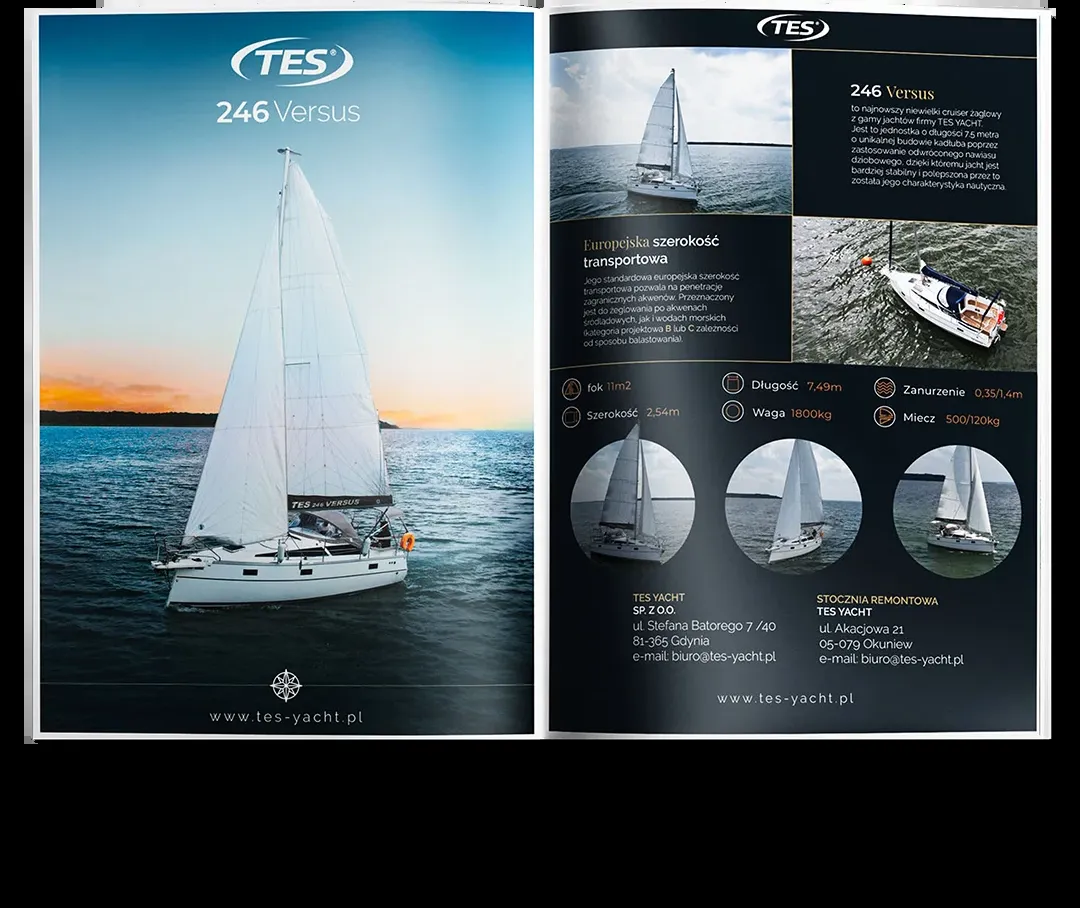 TES®
246 Versus
TES 246 VERSUS
www.tes-yacht.pl
TES®
246 Versus
to najnowszy niewielki cruiser żaglowy
z gamy jachtów firmy TES YACHT.
Jest to jednostka o długości 7,5 metra
o unikalnej budowie kadłuba poprzez
zastosowanie odwróconego nawiasu
dziobowego, dzięki któremu jacht jest
bardziej stabilny i polepszona przez to
została jego charakterystyka nautyczna.
Europejska szerokość
transportowa
Jego standardowa europejska szerokość
transportowa pozwala na penetrację
zagranicznych akwenów. Przeznaczony
jest do żeglowania po akwenach
śródlądowych, jak i wodach morskich
(kategoria projektowa B lub C zależności
od sposobu balastowania).
fok 11m2
Długość 7,49m
Zanurzenie 0,35/1,4m
Szerokość 2,54m
Waga 1800kg
Miecz 500/120kg
TES YACHT
SP. Z O.O.
ul. Stefana Batorego 7 /40
81-365 Gdynia
e-mail: biuro@tes-yacht.pl
STOCZNIA REMONTOWA
TES YACHT
ul. Akacjowa 21
05-079 Okuniew
e-mail: biuro@tes-yacht.pl
www.tes-yacht.pl